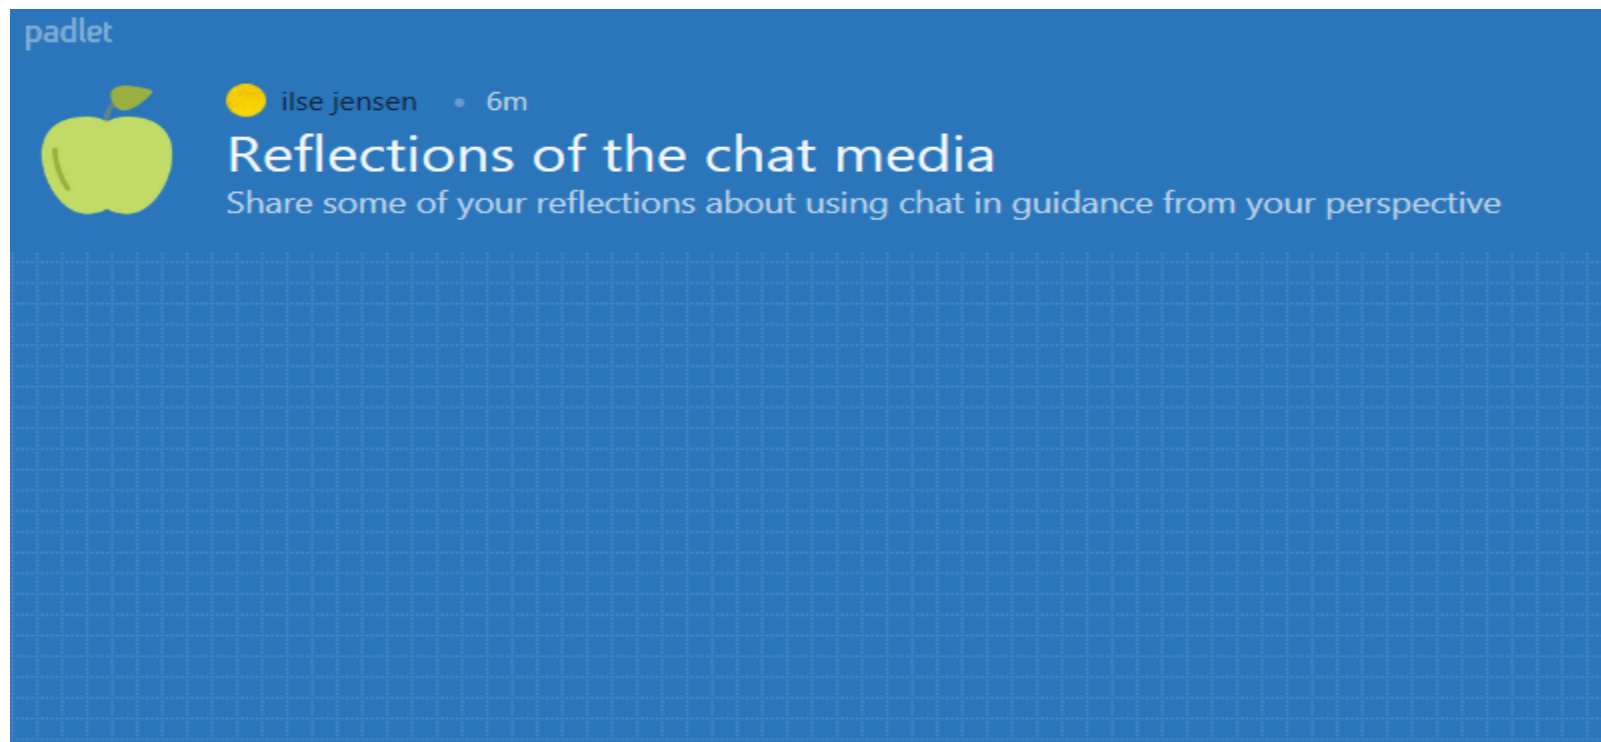 padlet
ilse jensen • 6m
Reflections of the chat media
Share some of your reflections about using chat in guidance from your perspective